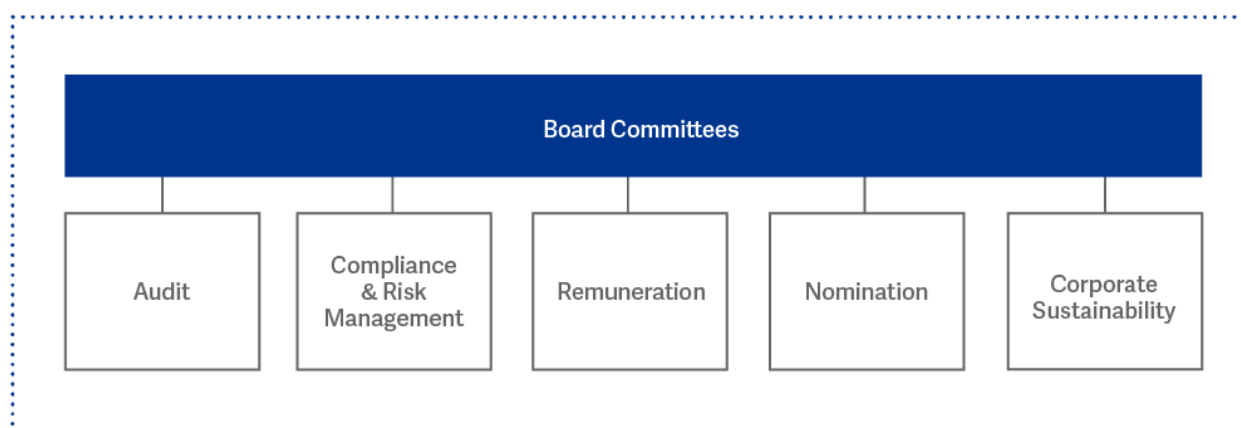 Board Committees
Audit
Compliance
& Risk
Management
Remuneration
Nomination
Corporate
Sustainability